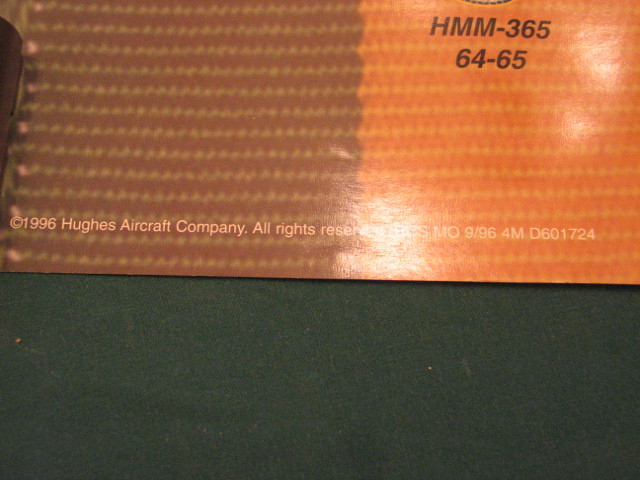 HMM-365
64-65
©1996 Hughes Aircraft Company. All rights MO 9/96 4M D601724